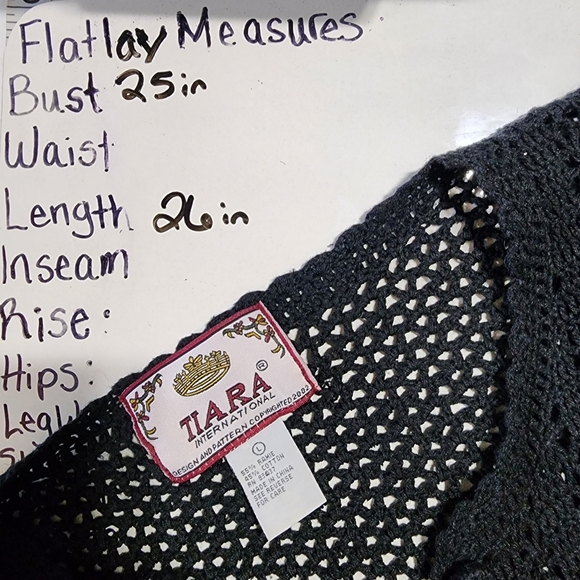 Flatlay Measures
Bust 25in
Waist
Length 26in
Inseam
Rise:
Hips:
TIARA ®
INTERNATIONAL
DESIGN AND PATTERN COPYRIGHTED 2002
L
55% RAMIE
45% COTTON
MADE IN CHINA
SEE REVERSE
FOR CARE